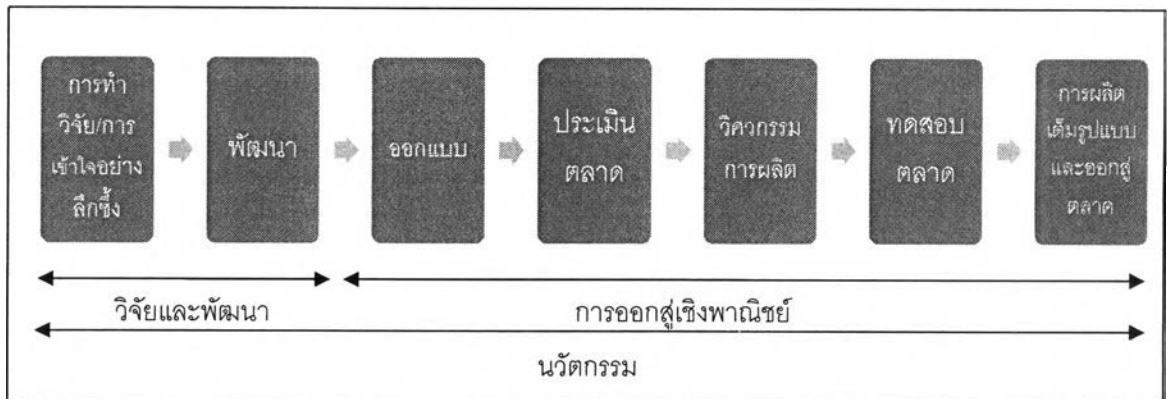 การทำ
วิจัย/การ
เข้าใจอย่าง
ลึกซึ้ง
พัฒนา
ออกแบบ
ประเมิน
ตลาด
วิศวกรรม
การผลิต
ทดสอบ
ตลาด
การผลิต
เต็มรูปแบบ
และออกสู่
ตลาด
วิจัยและพัฒนา
การออกสู่เชิงพาณิชย์
นวัตกรรม